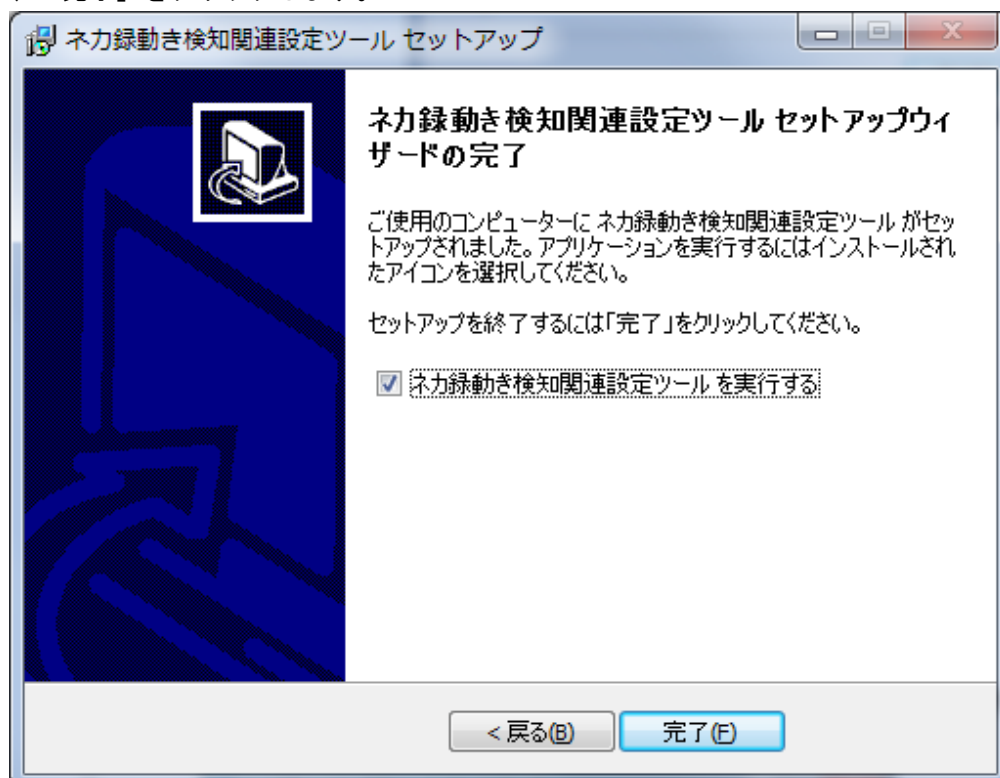 ネカ録動き検知関連設定ツール セットアップ
ネカ録動き検知関連設定ツール セットアップウィ
ザードの完了
ご使用のコンピューターに ネカ録動き検知関連設定ツール がセッ
トアップされました。アプリケーションを実行するにはインストールされ
たアイコンを選択してください。
セットアップを終了するには「完了」をクリックしてください。
ネカ録動き検知関連設定ツール を実行する
< 戻る(B)
完了(F)